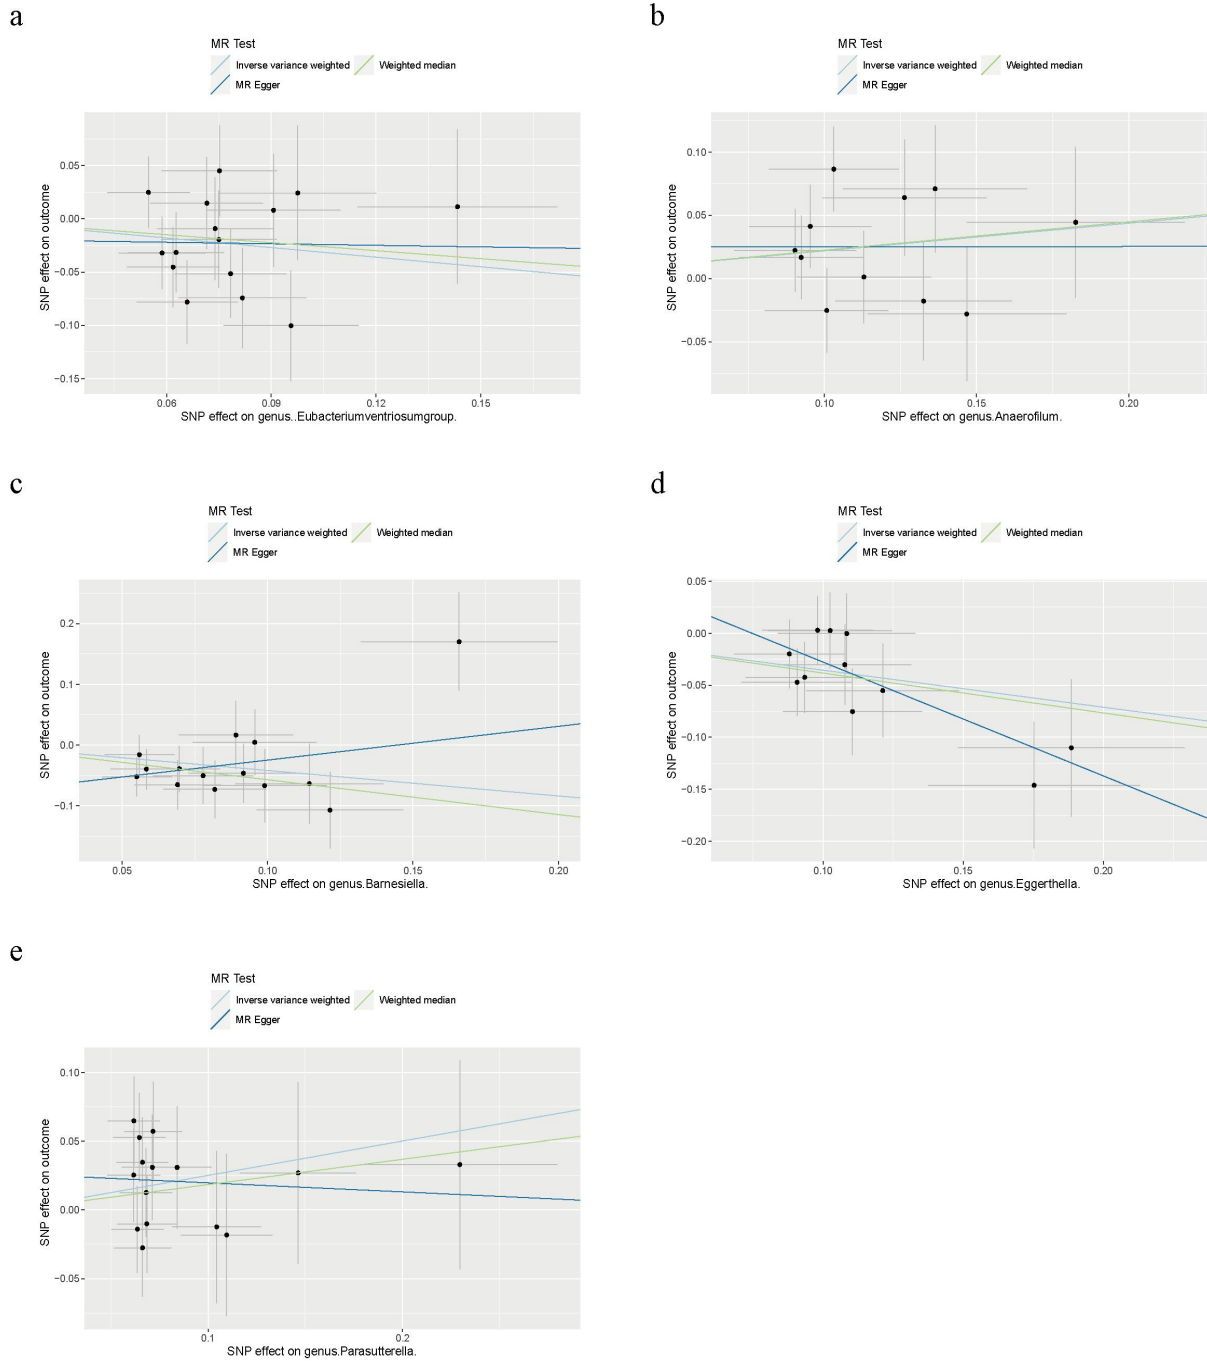 a
MR Test
Inverse variance weighted
Weighted median
MR Egger
SNP effect on outcome
0.05
0.00
−0.05
−0.10
−0.15
0.06 0.09 0.12 0.15
SNP effect on genus..Eubacteriumventriosumgroup.
b
MR Test
Inverse variance weighted
Weighted median
MR Egger
SNP effect on outcome
0.10
0.05
0.00
−0.05
0.10 0.15 0.20
SNP effect on genus.Anaerofilum.
c
MR Test
Inverse variance weighted
Weighted median
MR Egger
SNP effect on outcome
0.2
0.1
0.0
−0.1
0.05 0.10 0.15 0.20
SNP effect on genus.Barnesiella.
d
MR Test
Inverse variance weighted
Weighted median
MR Egger
SNP effect on outcome
0.05
0.00
−0.05
−0.10
−0.15
−0.20
0.10 0.15 0.20
SNP effect on genus.Eggerthella.
e
MR Test
Inverse variance weighted
Weighted median
MR Egger
SNP effect on outcome
0.10
0.05
0.00
−0.05
0.1 0.2
SNP effect on genus.Parasutterella.